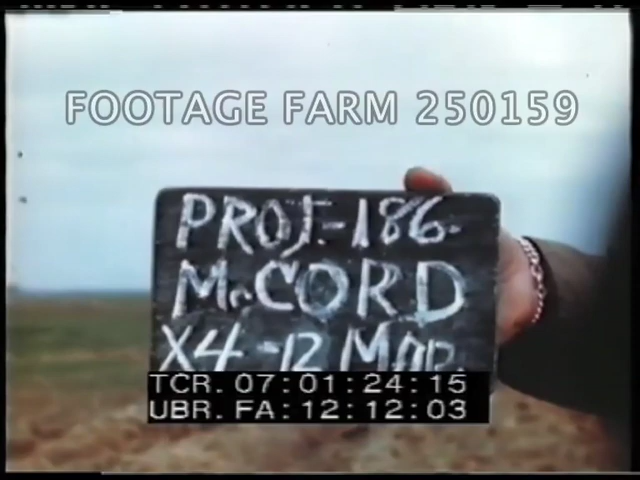 FOOTAGE FARM 250159
PROJ-186-
McCORD
X4-12 MAR
TCR. 07:01:24:15
UBR. FA:12:12:03